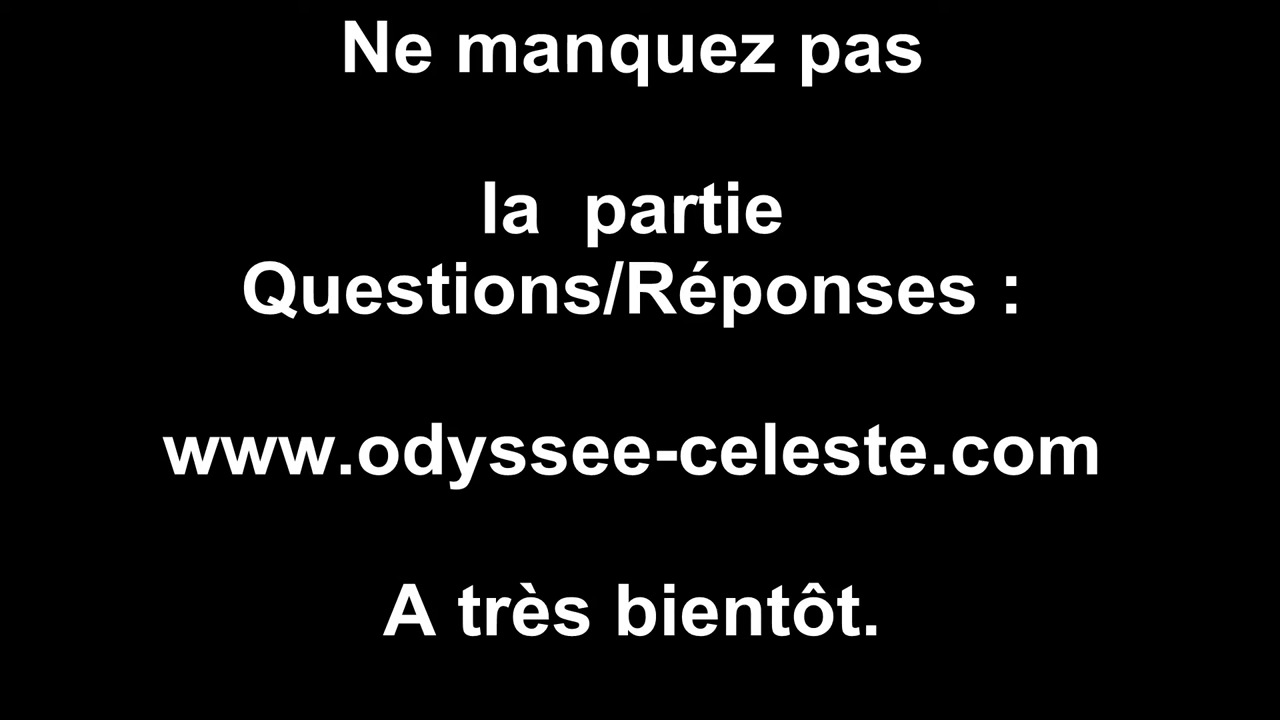 Ne manquez pas
la partie
Questions/Réponses :
www.odyssee-celeste.com
A très bientôt.